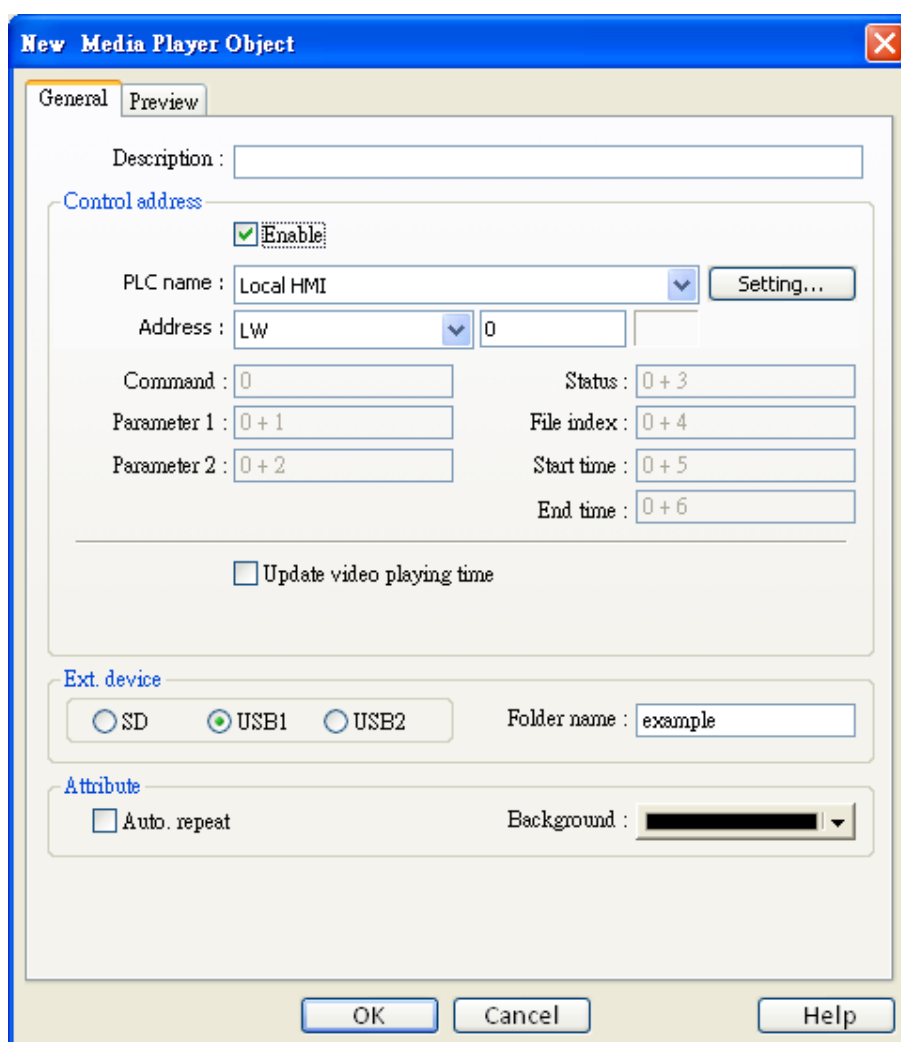 New Media Player Object
General Preview
Description :
Control address
Enable
PLC name : Local HMI Setting...
Address : LW 0
Command : 0 Status : 0 + 3
Parameter 1 : 0 + 1 File index : 0 + 4
Parameter 2 : 0 + 2 Start time : 0 + 5
End time : 0 + 6
Update video playing time
Ext. device
SD USB1 USB2 Folder name : example
Attribute
Auto. repeat Background :
OK Cancel Help